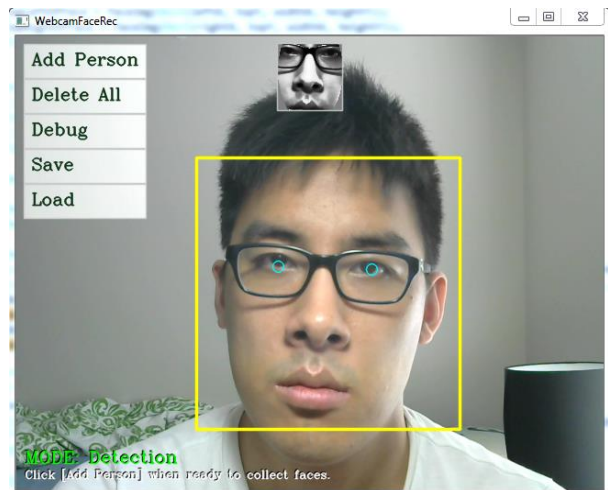 WebcamFaceRec
Add Person
Delete All
Debug
Save
Load
MODE: Detection
Click [Add Person] when ready to collect faces.